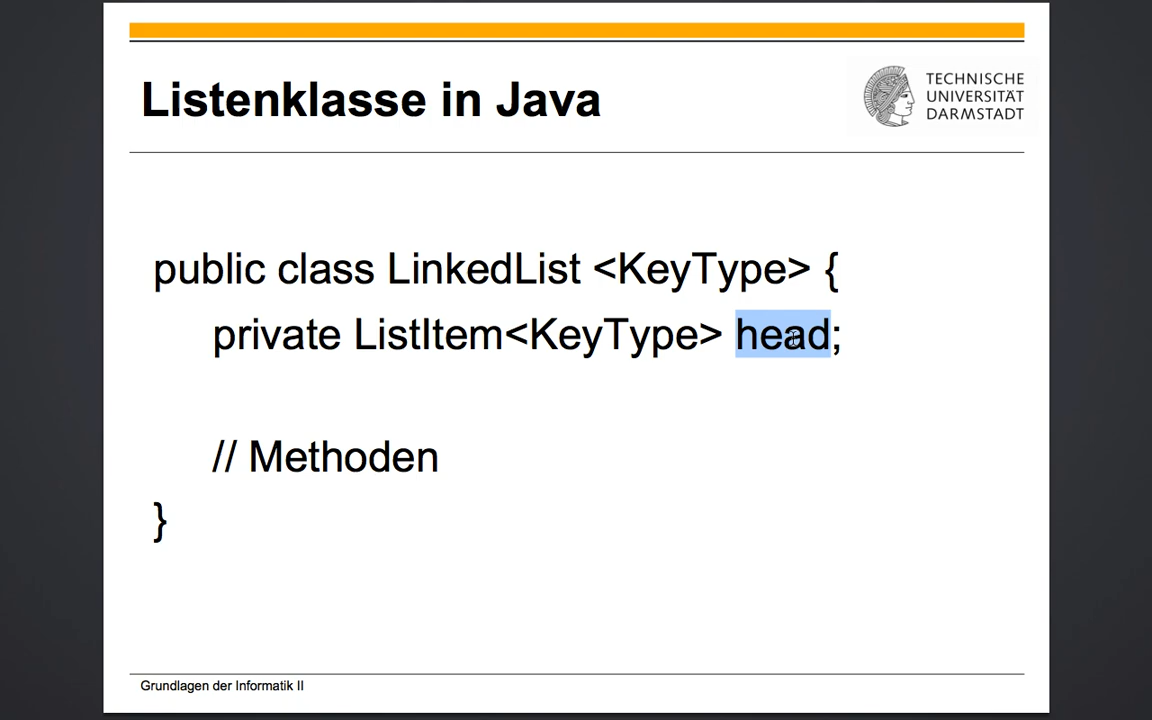 Listenklasse in Java
TECHNISCHE
UNIVERSITÄT
DARMSTADT
public class LinkedList <KeyType> {
private ListItem<KeyType> head;
// Methoden
}
Grundlagen der Informatik II